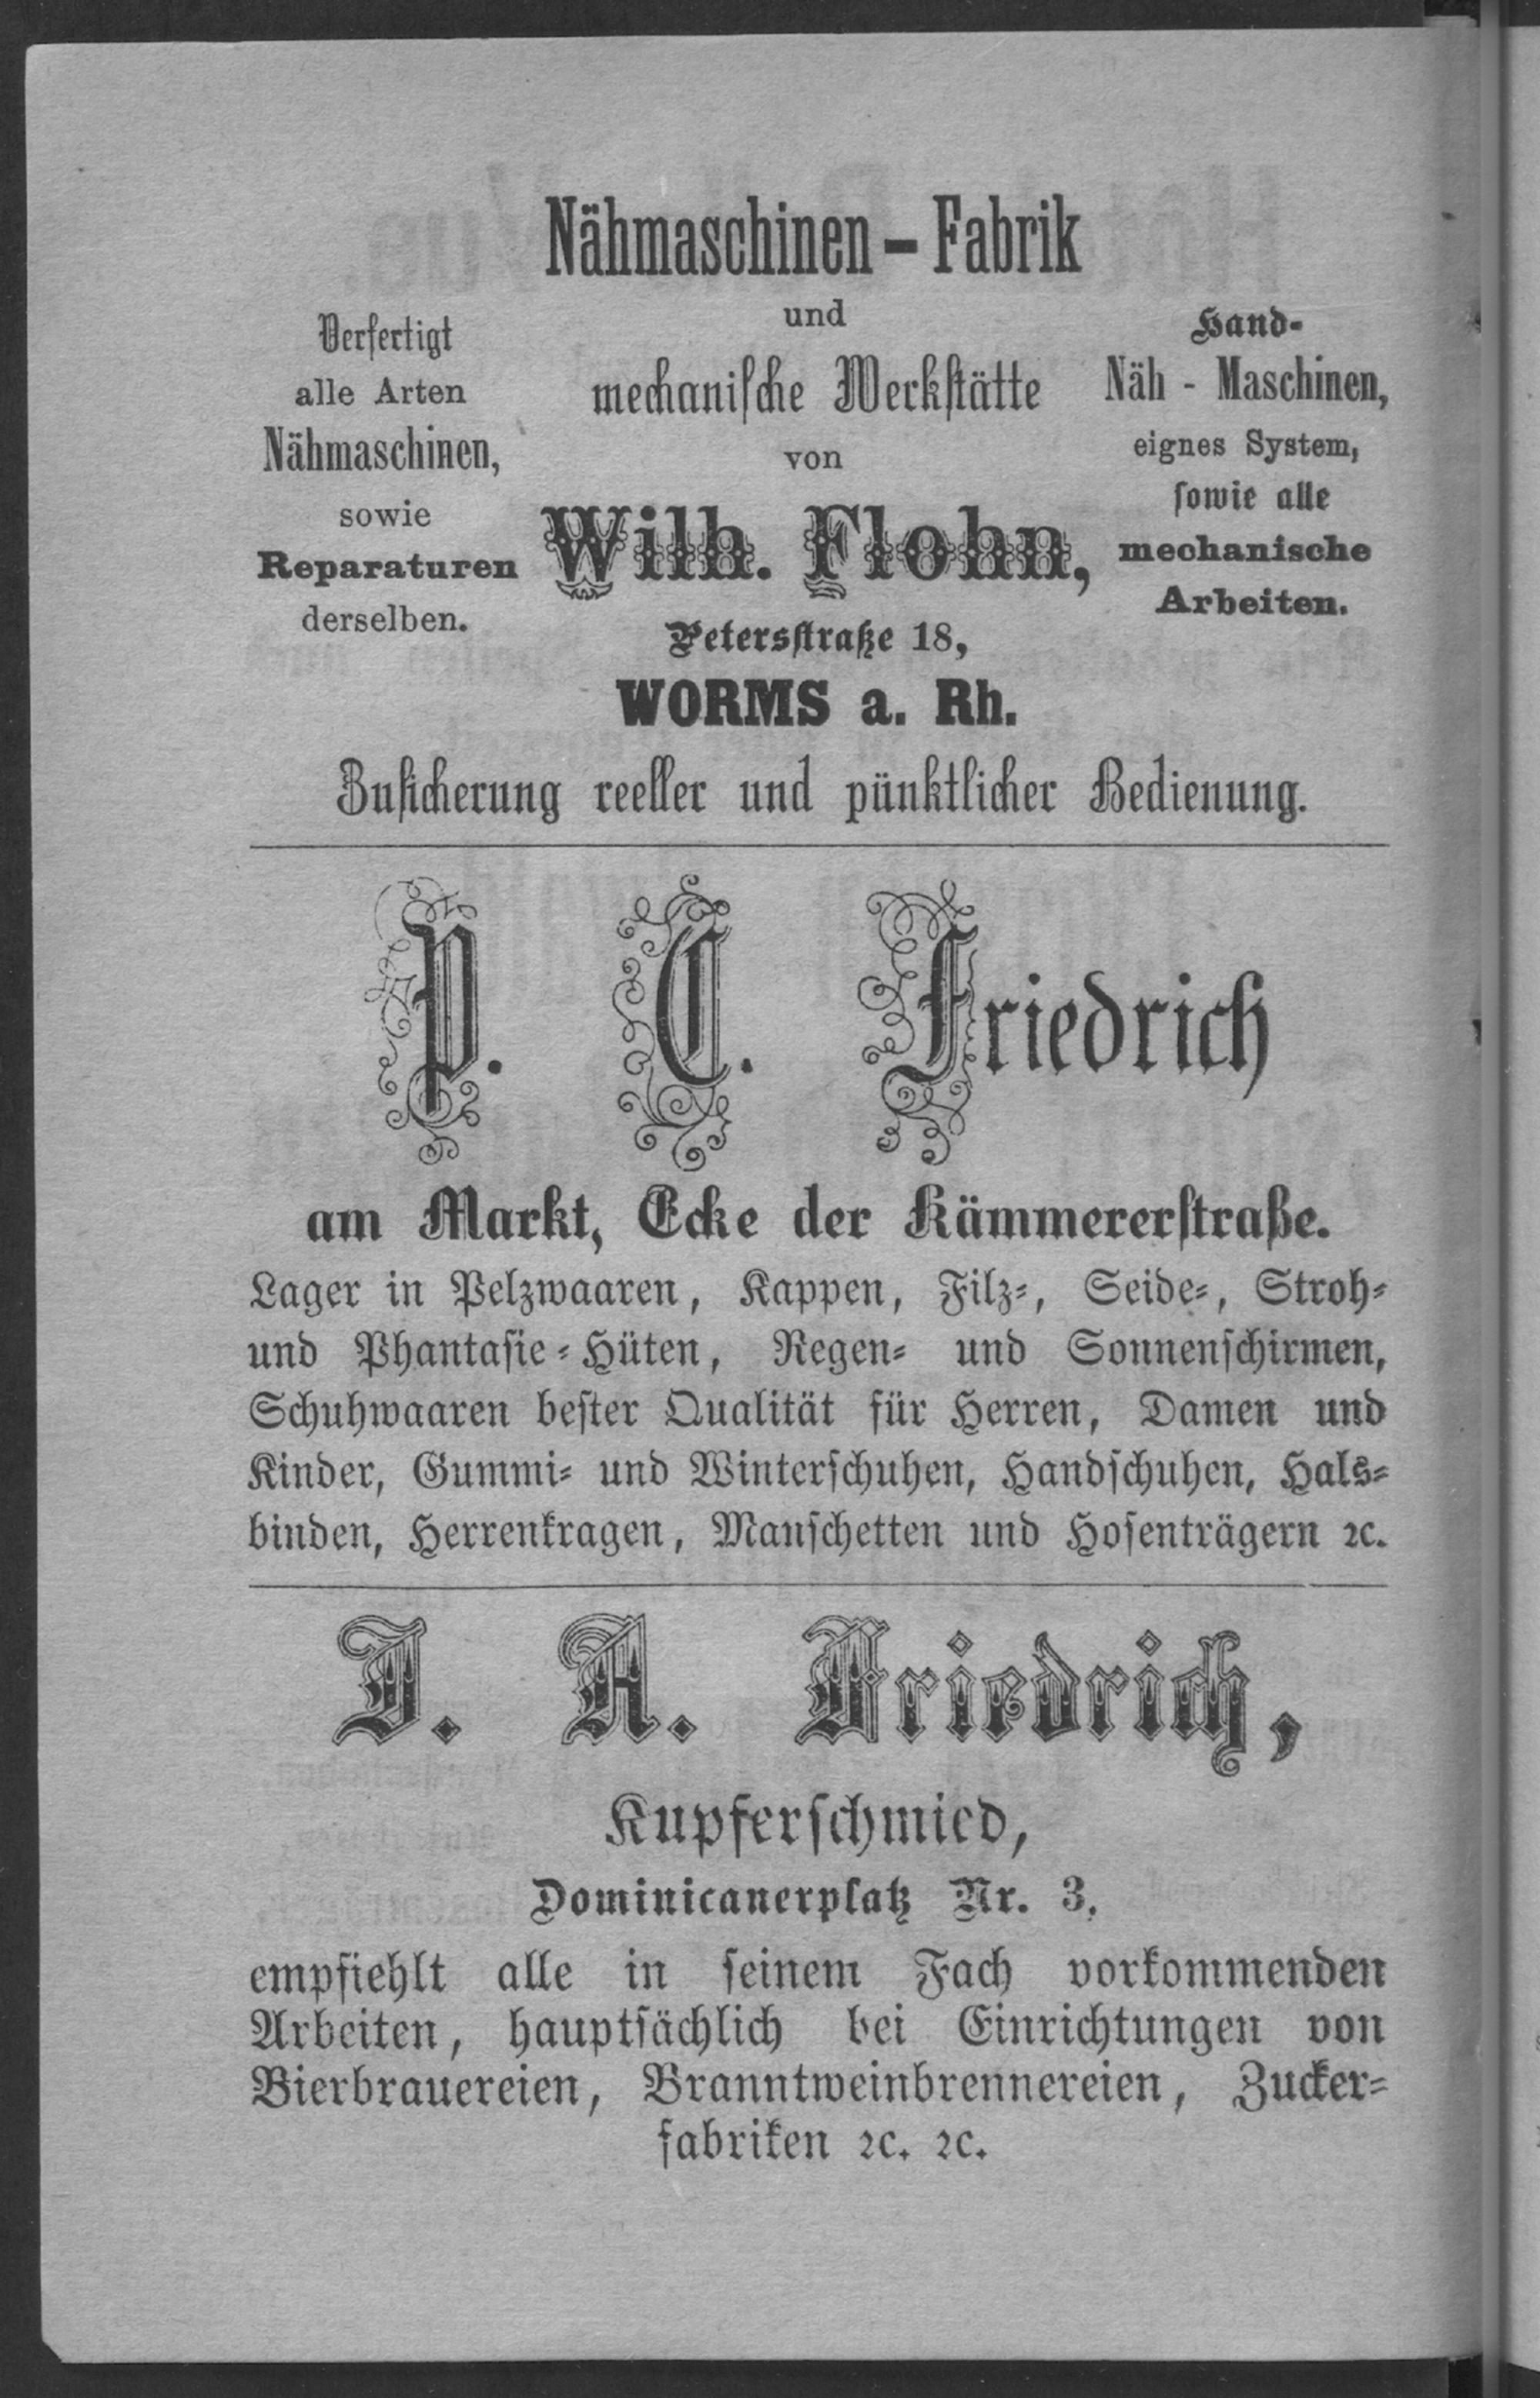 Nähmaschinen-Fabrik
und
mechanische Werkstätte
von
Wilh. Flohn,
Petersstraße 18,
WORMS a. Rh.
Verfertigt
alle Arten
Nähmaschinen,
sowie
Reparaturen
derselben.
Hand-
Näh - Maschinen,
eignes System,
sowie alle
mechanische
Arbeiten.
Zusicherung reeller und pünktlicher Bedienung.
P. C. Friedrich
am Markt, Ecke der Kämmererstraße.
Lager in Pelzwaaren, Kappen, Filz-, Seide-, Stroh-
und Phantasie-Hüten, Regen- und Sonnenschirmen,
Schuhwaaren bester Qualität für Herren, Damen und
Kinder, Gummi- und Winterschuhen, Handschuhen, Hals-
binden, Herrenkragen, Manschetten und Hosenträgern ꝛc.
J. A. Friedrich,
Kupferschmied,
Dominicanerplatz Nr. 3,
empfiehlt alle in seinem Fach vorkommenden
Arbeiten, hauptsächlich bei Einrichtungen von
Bierbrauereien, Branntweinbrennereien, Zucker-
fabriken ꝛc. ꝛc.